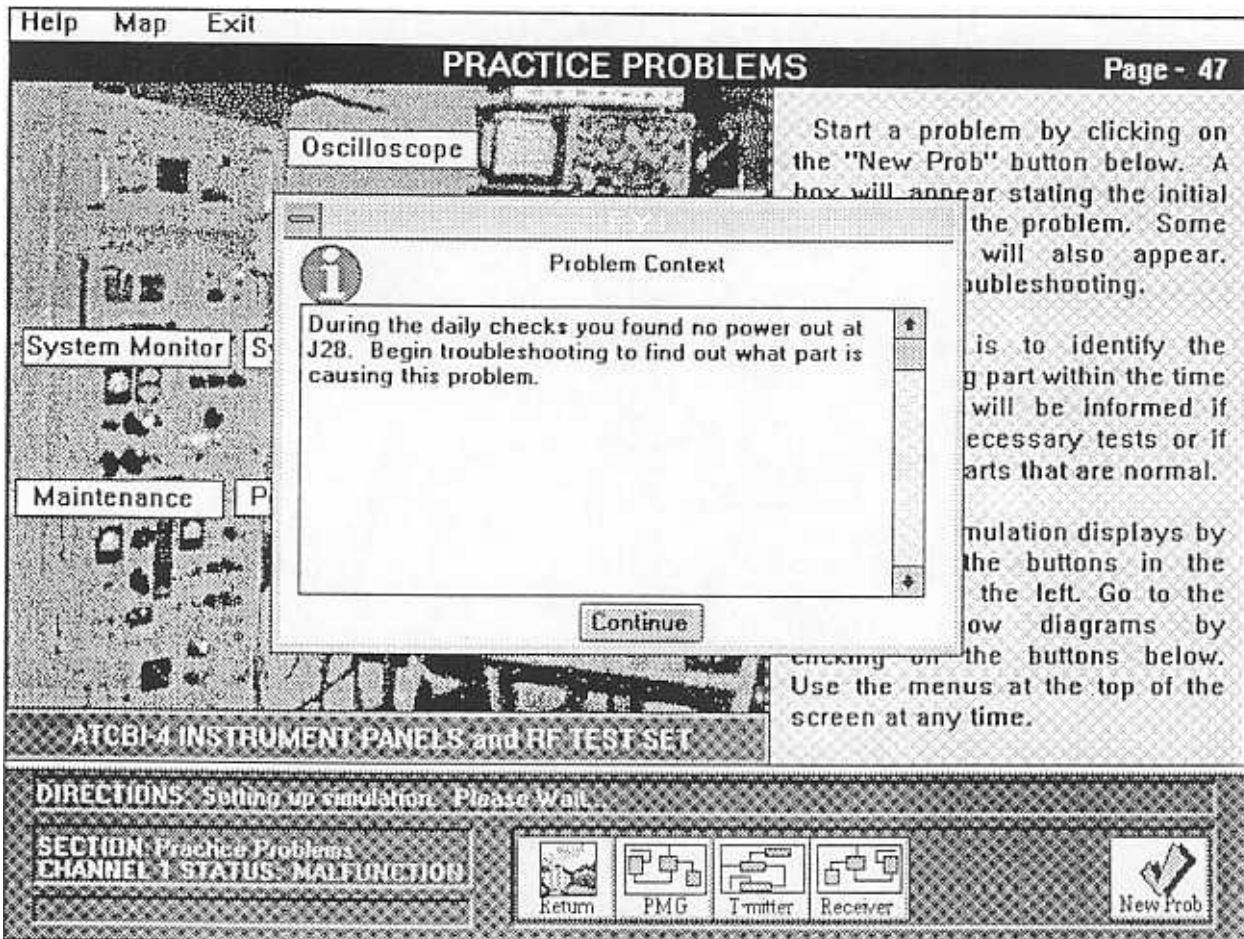 Help Map Exit
PRACTICE PROBLEMS
Page - 47
Oscilloscope
System Monitor
S
Maintenance
P
Problem Context
During the daily checks you found no power out at
J28. Begin troubleshooting to find out what part is
causing this problem.
Continue
Start a problem by clicking on
the "New Prob" button below. A
box will appear stating the initial
the problem. Some
will also appear.
oubleshooting.
is to identify the
g part within the time
will be informed if
ecessary tests or if
arts that are normal.
mulation displays by
the buttons in the
the left. Go to the
ow diagrams by
clicking on the buttons below.
Use the menus at the top of the
screen at any time.
ATCBI-4 INSTRUMENT PANELS and RF TEST SET
DIRECTIONS: Setting up simulation. Please Wait...
SECTION: Practice Problems
CHANNEL 1 STATUS: MALFUNCTION
Return
PMG
T-mitter
Receiver
New Prob